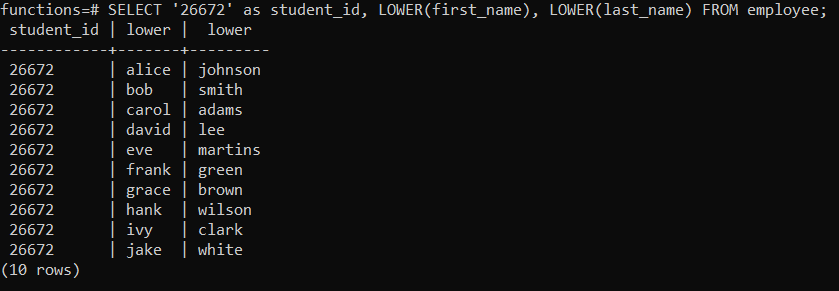 functions=# SELECT '26672' as student_id, LOWER(first_name), LOWER(last_name) FROM employee;
 student_id | lower |  lower
------------+-------+---------
 26672      | alice | johnson
 26672      | bob   | smith
 26672      | carol | adams
 26672      | david | lee
 26672      | eve   | martins
 26672      | frank | green
 26672      | grace | brown
 26672      | hank  | wilson
 26672      | ivy   | clark
 26672      | jake  | white
(10 rows)